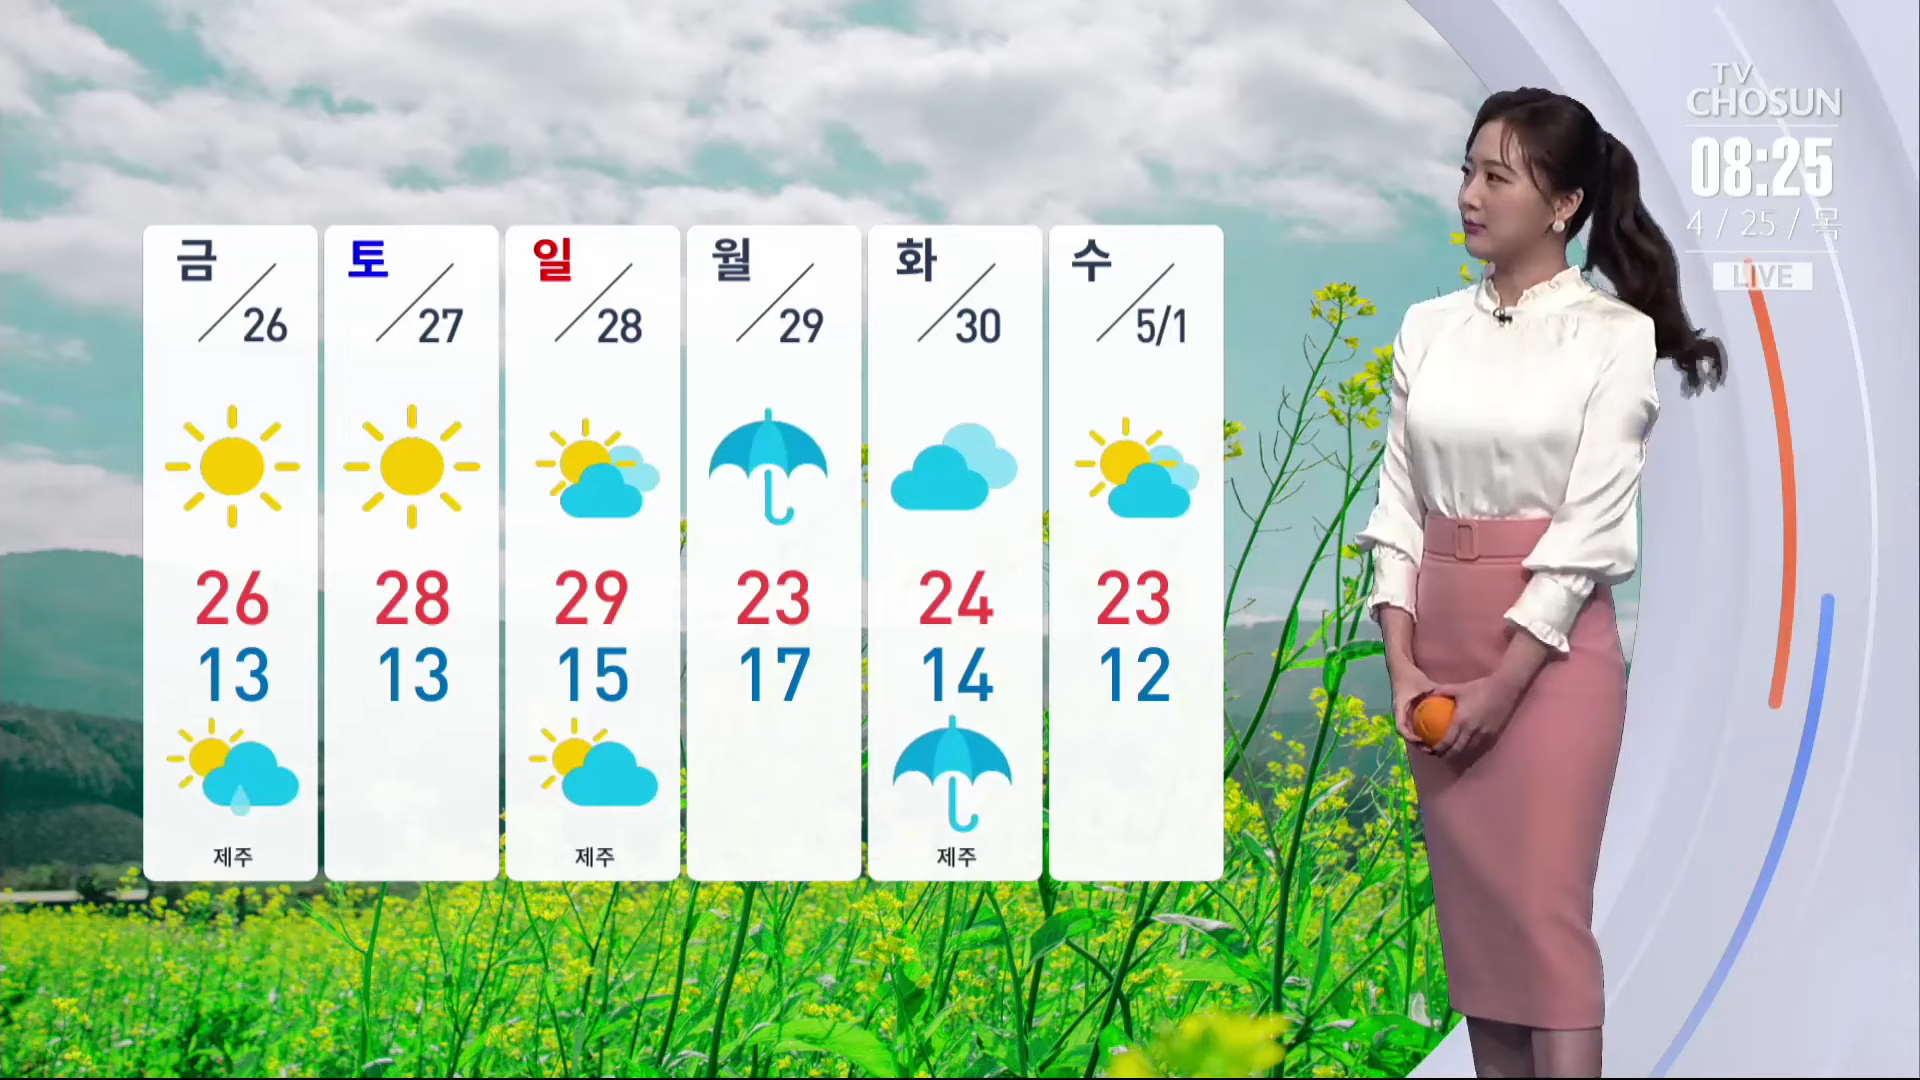 TV
CHOSUN
08:25
4 / 25 / 목
LIVE
금 26
토 27
일 28
월 29
화 30
수 5/1
26 28 29 23 24 23
13 13 15 17 14 12
제주 제주 제주